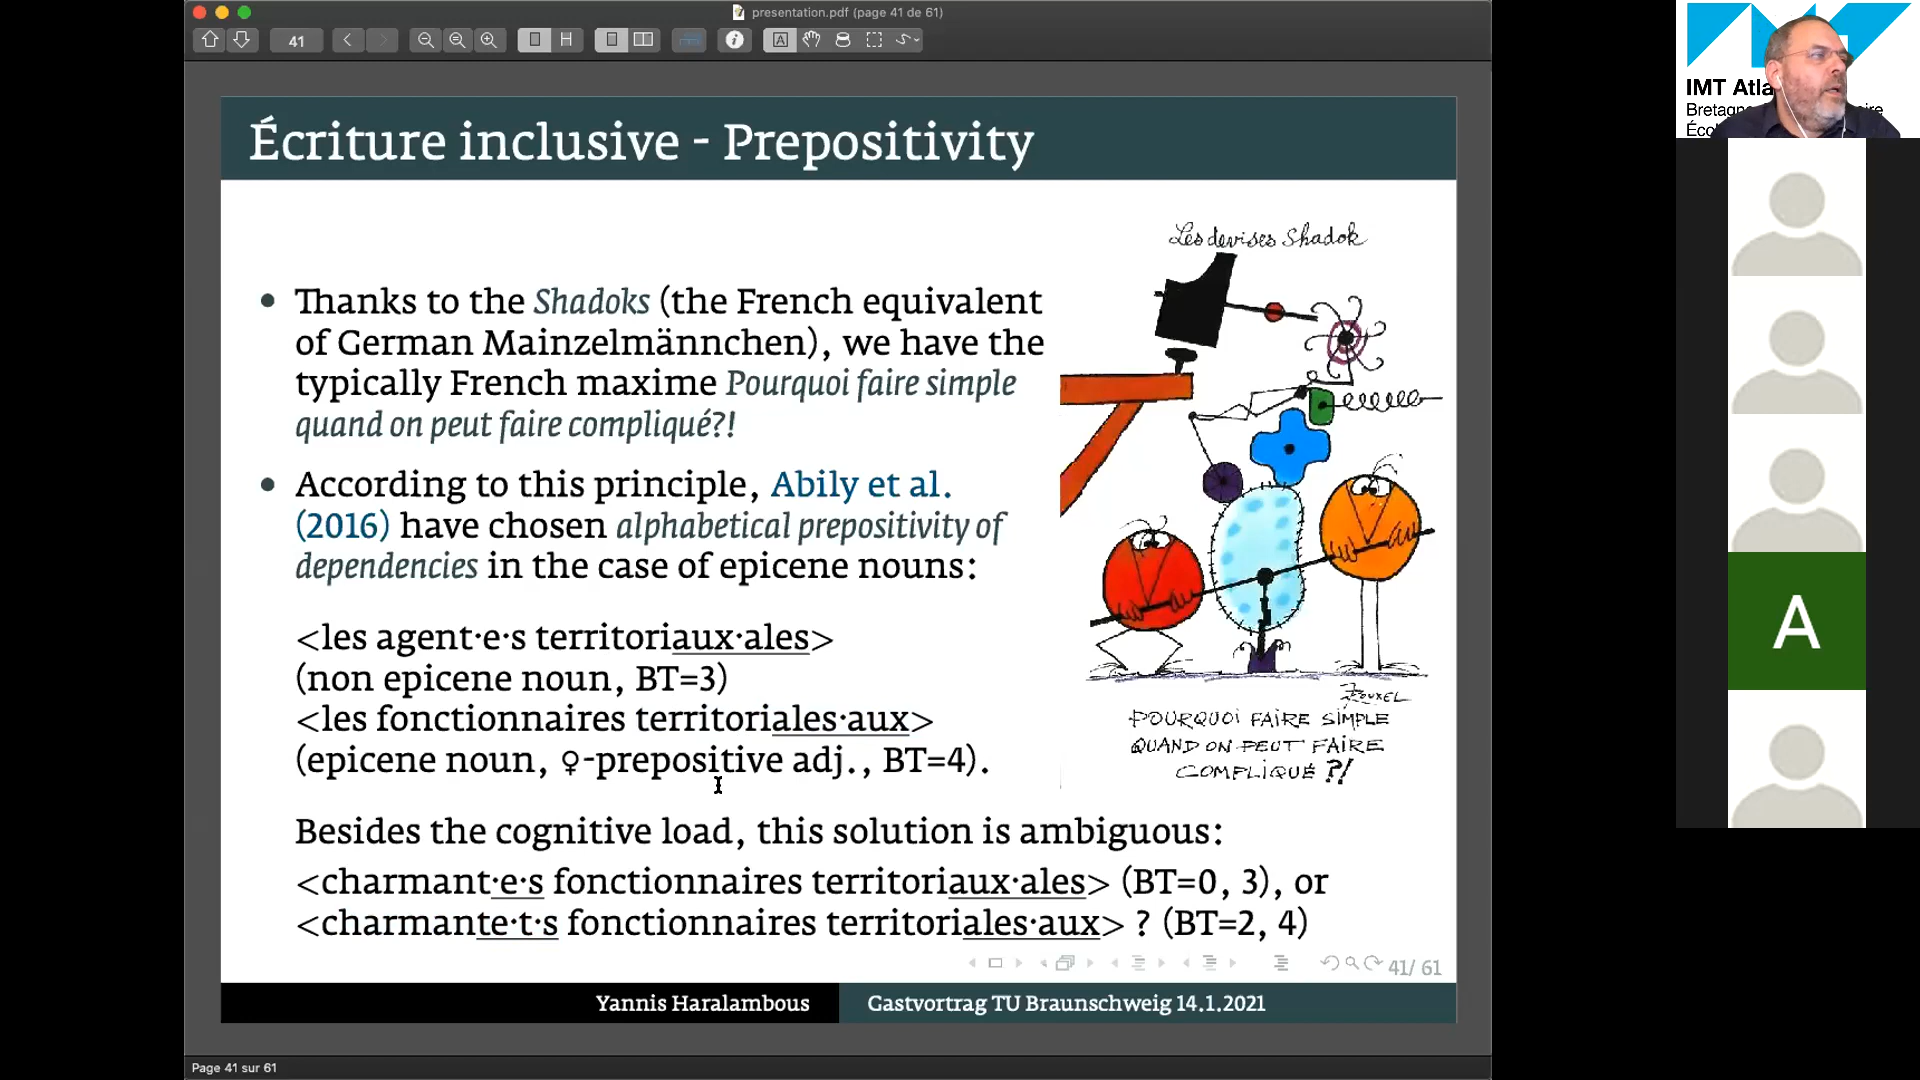 presentation.pdf (page 41 de 61)
41
Écriture inclusive - Prepositivity
• Thanks to the Shadoks (the French equivalent
of German Mainzelmännchen), we have the
typically French maxime Pourquoi faire simple
quand on peut faire compliqué?!
• According to this principle, Abily et al.
(2016) have chosen alphabetical prepositivity of
dependencies in the case of epicene nouns:
<les agent·e·s territoriaux·ales>
(non epicene noun, BT=3)
<les fonctionnaires territoriales·aux>
(epicene noun, ♀-prepositive adj., BT=4).
Besides the cognitive load, this solution is ambiguous:
<charmant·e·s fonctionnaires territoriaux·ales> (BT=0, 3), or
<charmante·t·s fonctionnaires territoriales·aux> ? (BT=2, 4)
Les devises Shadok
Rouxel
POURQUOI FAIRE SIMPLE
QUAND ON PEUT FAIRE
COMPLIQUÉ ?!
41/ 61
Yannis Haralambous
Gastvortrag TU Braunschweig 14.1.2021
Page 41 sur 61
IMT Atla
Bretagne
ire
Éco
A